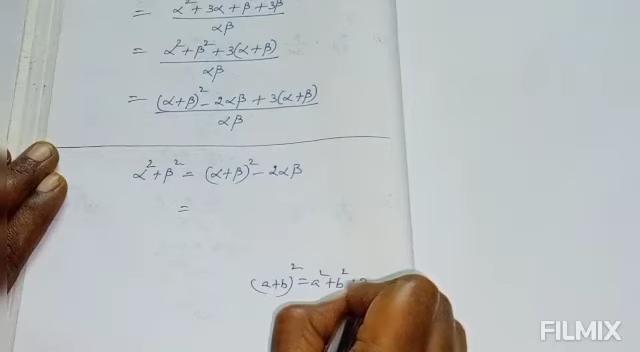 = α² + 3α + β + 3β / αβ
= α² + β² + 3(α+β) / αβ
= (α+β)² - 2αβ + 3(α+β) / αβ
α² + β² = (α+β)² - 2αβ
=
(a+b)² = a² + b² +
FILMIX